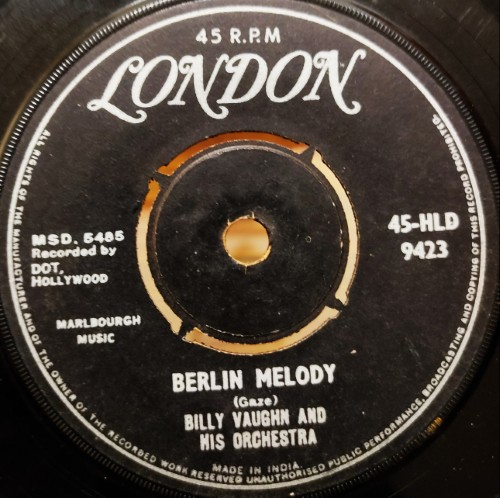 45 R.P.M
LONDON
MSD. 5485
Recorded by
DOT,
HOLLYWOOD
45-HLD
9423
MARLBOURGH
MUSIC
BERLIN MELODY
(Gaze)
BILLY VAUGHN AND
HIS ORCHESTRA
MADE IN INDIA.
ALL RIGHTS OF THE MANUFACTURER AND OF THE OWNER OF THE RECORDED WORK RESERVED UNAUTHORISED PUBLIC PERFORMANCE, BROADCASTING AND COPYING OF THIS RECORD PROHIBITED.